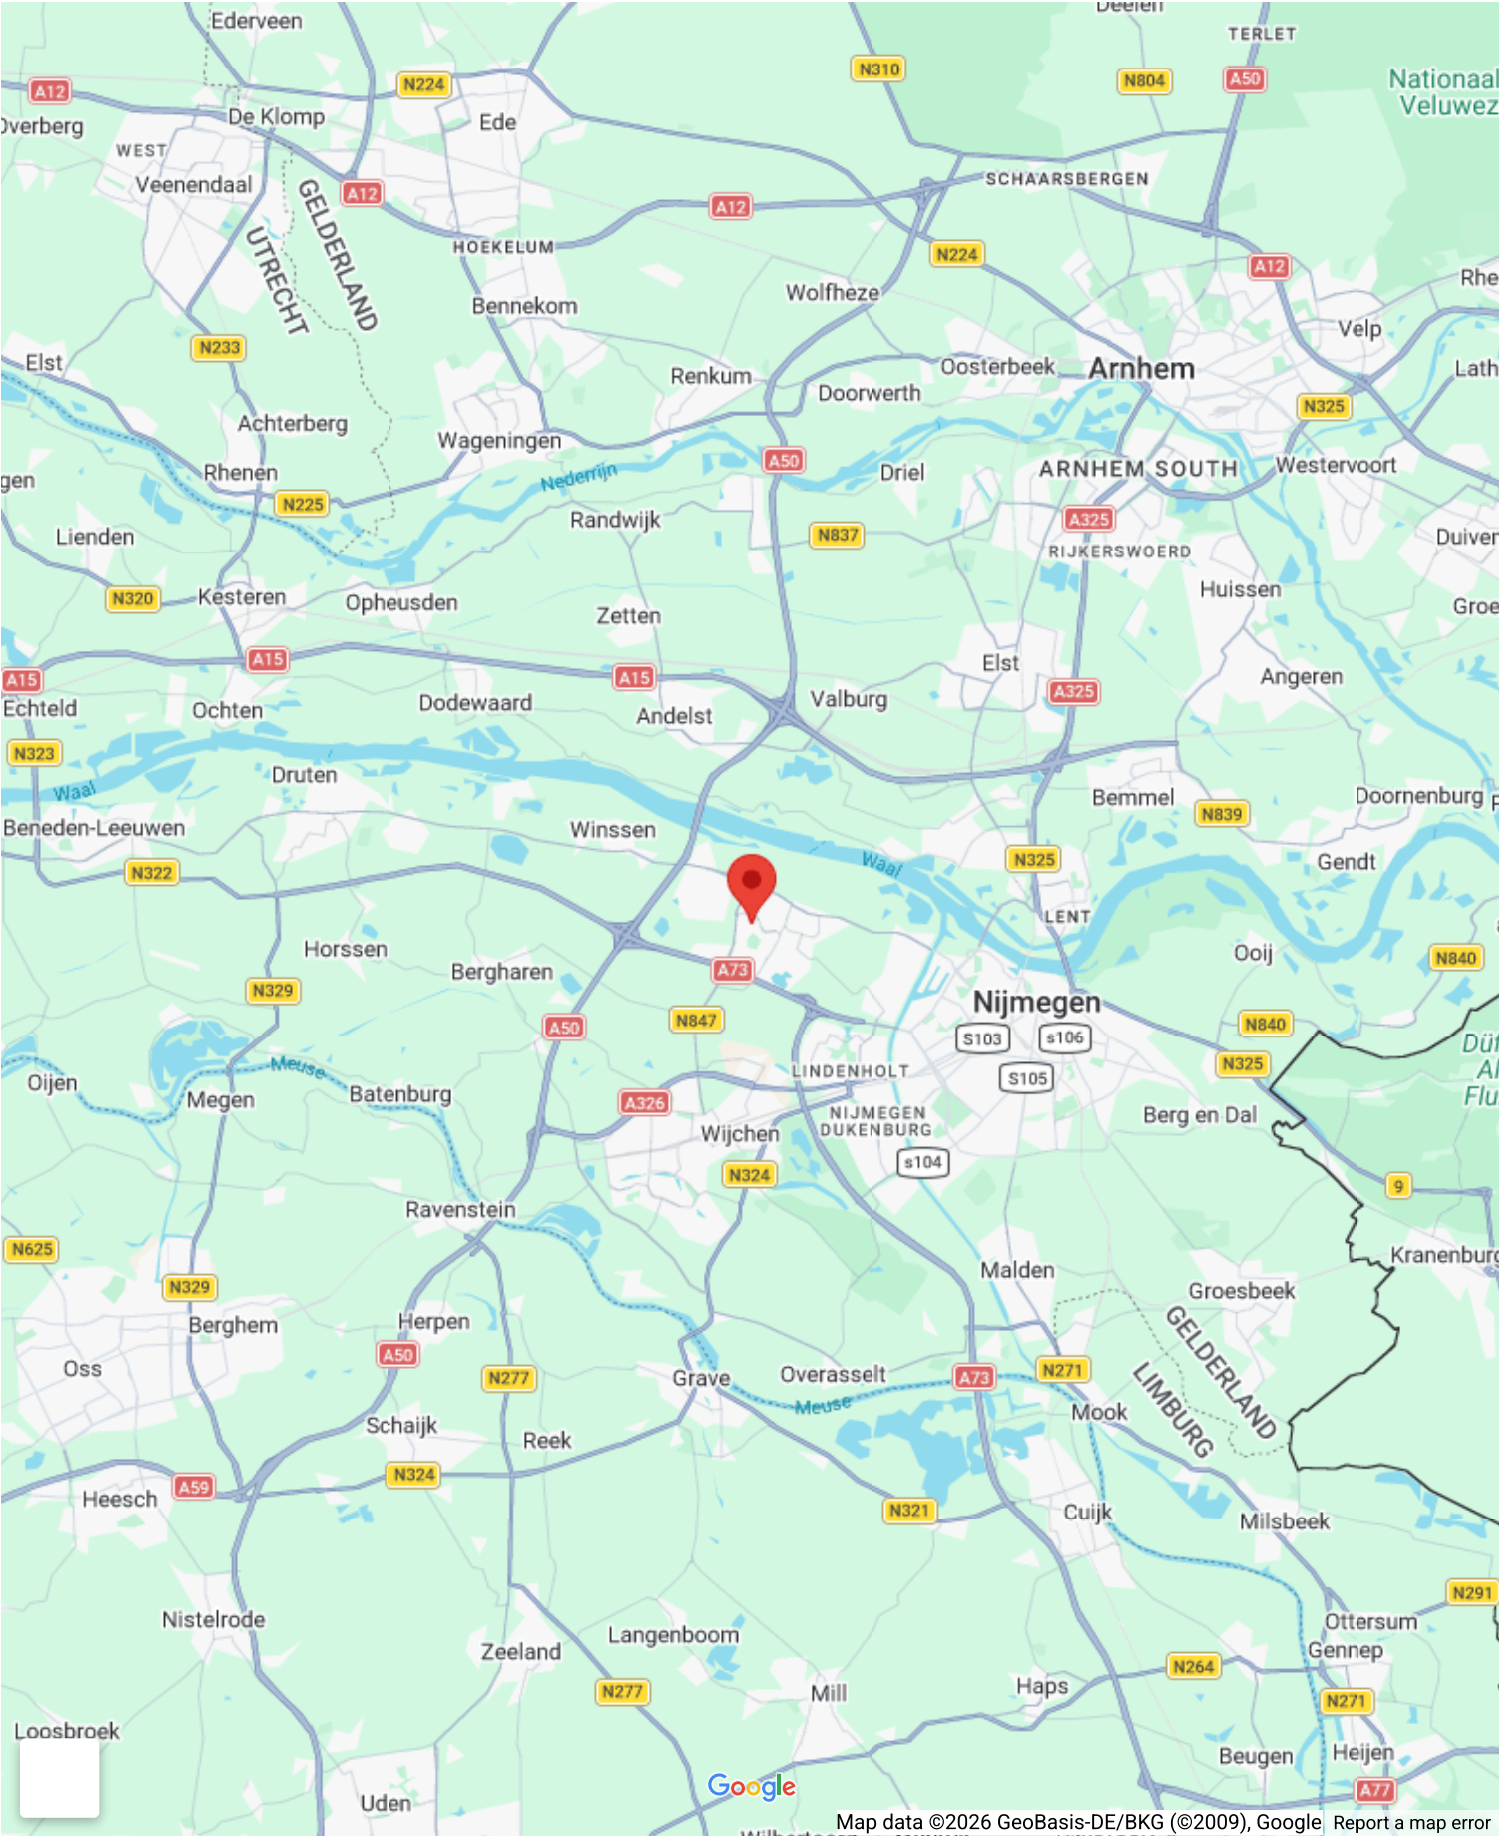 Ederveen
Deelen
TERLET
N310
N804
A50
Nationaal
Veluwez
A12
N224
De Klomp
Ede
Overberg
WEST
Veenendaal
A12
A12
SCHAARSBERGEN
GELDERLAND
UTRECHT
HOEKELUM
N224
A12
Rhe
Bennekom
Wolfheze
Velp
N233
Elst
Renkum
Oosterbeek
Arnhem
Lath
Doorwerth
N325
Achterberg
Wageningen
Rhenen
gen
Nederrijn
A50
Driel
ARNHEM SOUTH
Westervoort
N225
Randwijk
N837
A325
Lienden
RIJKERSWOERD
Duiven
Huissen
N320
Kesteren
Opheusden
Zetten
Groe
A15
A15
A15
Elst
Angeren
A325
Echteld
Ochten
Dodewaard
Andelst
Valburg
N323
Waal
Druten
Bemmel
Doornenburg
N839
Beneden-Leeuwen
Winssen
N322
Waal
N325
Gendt
LENT
Horssen
Bergharen
A73
Ooij
N840
N329
Nijmegen
A50
N847
S103
s106
N840
Düf
Al
Flu
N325
Meuse
Oijen
LINDENHOLT
S105
Megen
Batenburg
A326
NIJMEGEN
DUKENBURG
Berg en Dal
Wijchen
N324
s104
9
Ravenstein
N625
Kranenburg
N329
Malden
Groesbeek
Berghem
Herpen
GELDERLAND
LIMBURG
A50
Oss
N277
Grave
Overasselt
A73
N271
Meuse
Mook
Schaijk
Reek
N324
A59
Heesch
N321
Cuijk
Milsbeek
N291
Nistelrode
Ottersum
Langenboom
Zeeland
Gennep
N264
N277
Mill
Haps
N271
Loosbroek
Beugen
Heijen
A77
Google
Uden
Map data ©2026 GeoBasis-DE/BKG (©2009), Google
Report a map error